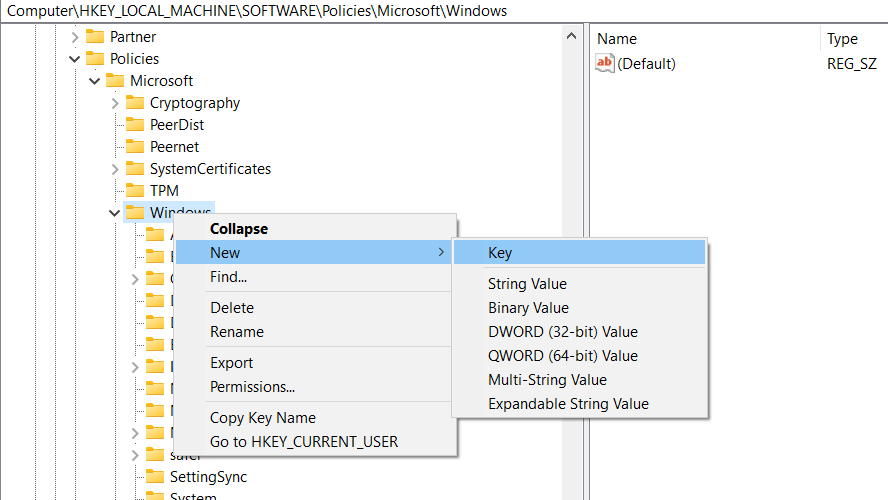 Computer\HKEY_LOCAL_MACHINE\SOFTWARE\Policies\Microsoft\Windows
Partner
Policies
Microsoft
Cryptography
PeerDist
Peernet
SystemCertificates
TPM
Windows
SettingSync
System
Collapse
New
Find...
Delete
Rename
Export
Permissions...
Copy Key Name
Go to HKEY_CURRENT_USER
Key
String Value
Binary Value
DWORD (32-bit) Value
QWORD (64-bit) Value
Multi-String Value
Expandable String Value
Name Type
ab (Default) REG_SZ